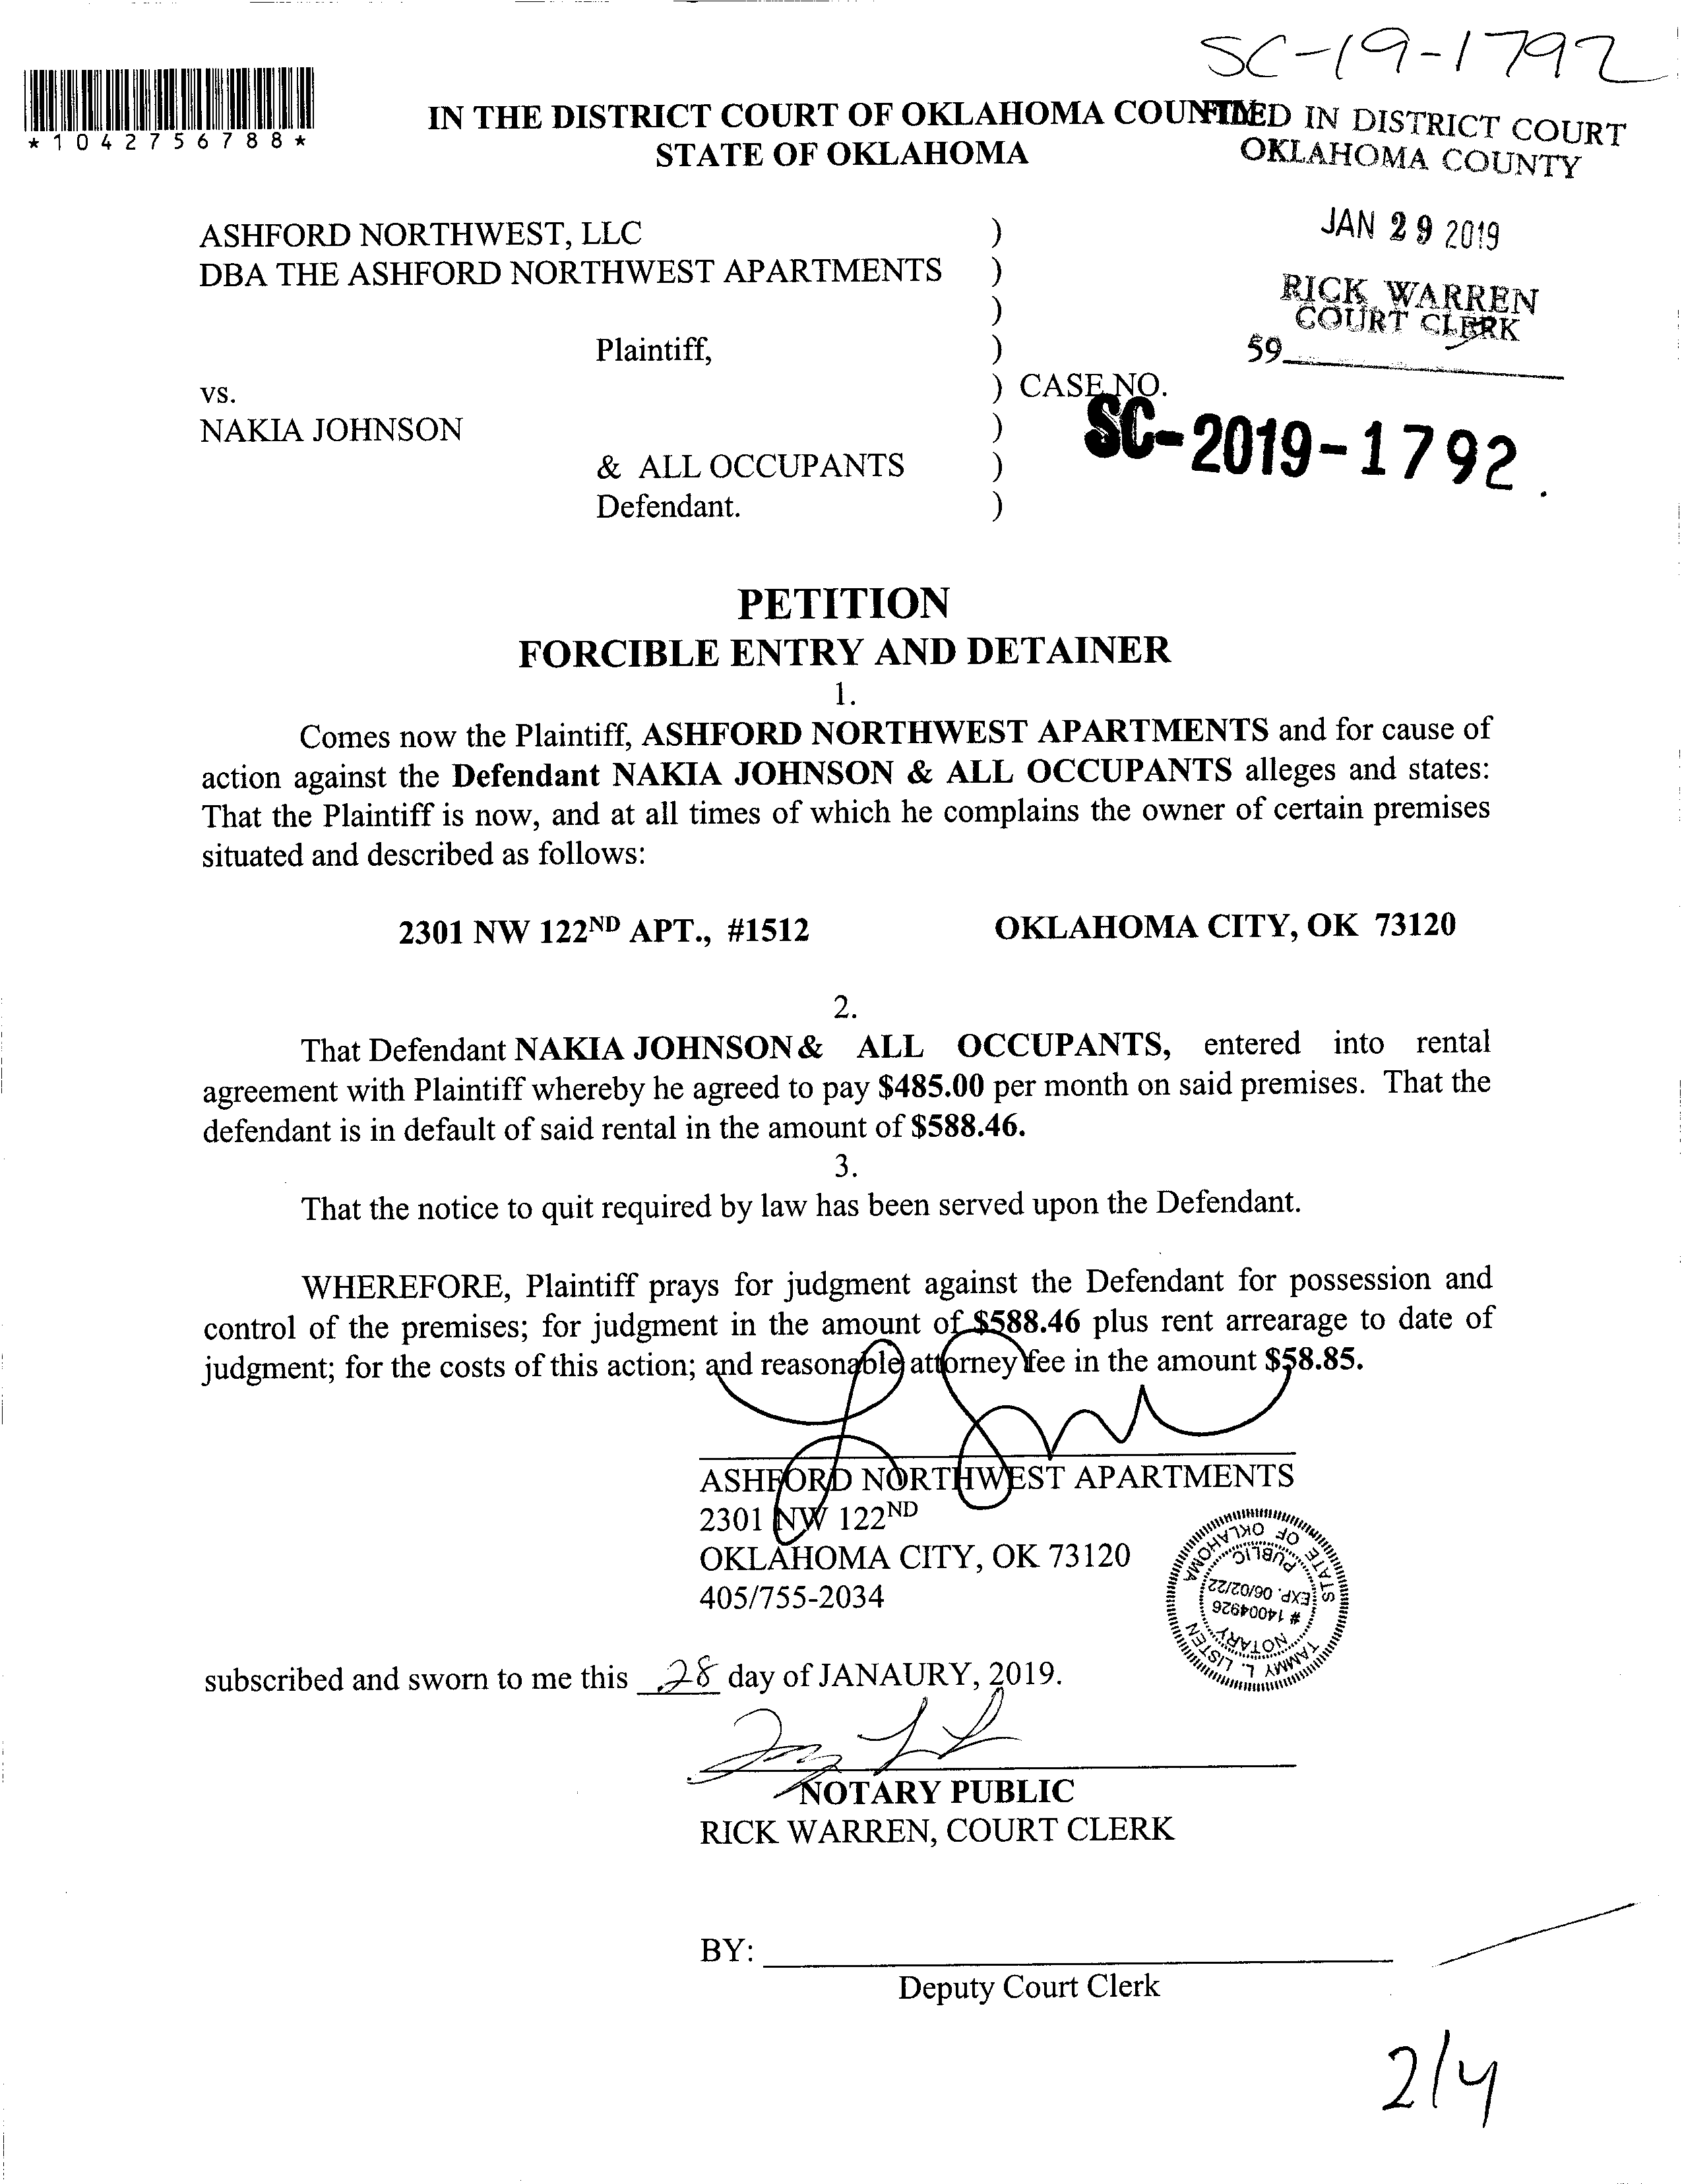 SC-19-1792
*1042756788*
IN THE DISTRICT COURT OF OKLAHOMA COUNTY
STATE OF OKLAHOMA
FILED IN DISTRICT COURT
OKLAHOMA COUNTY
JAN 29 2019
RICK WARREN
COURT CLERK
59
ASHFORD NORTHWEST, LLC )
DBA THE ASHFORD NORTHWEST APARTMENTS )
)
Plaintiff, )
vs. ) CASE NO.
NAKIA JOHNSON )
SC-2019-1792.
& ALL OCCUPANTS )
Defendant. )
PETITION
FORCIBLE ENTRY AND DETAINER
1.
Comes now the Plaintiff, ASHFORD NORTHWEST APARTMENTS and for cause of
action against the Defendant NAKIA JOHNSON & ALL OCCUPANTS alleges and states:
That the Plaintiff is now, and at all times of which he complains the owner of certain premises
situated and described as follows:
2301 NW 122ND APT., #1512 OKLAHOMA CITY, OK 73120
2.
That Defendant NAKIA JOHNSON& ALL OCCUPANTS, entered into rental
agreement with Plaintiff whereby he agreed to pay $485.00 per month on said premises. That the
defendant is in default of said rental in the amount of $588.46.
3.
That the notice to quit required by law has been served upon the Defendant.
WHEREFORE, Plaintiff prays for judgment against the Defendant for possession and
control of the premises; for judgment in the amount of $588.46 plus rent arrearage to date of
judgment; for the costs of this action; and reasonable attorney fee in the amount $58.85.
ASHFORD NORTHWEST APARTMENTS
2301 NW 122ND
OKLAHOMA CITY, OK 73120
405/755-2034
TAMMY L. LISTEN
NOTARY
# 14004926
EXP. 06/02/22
PUBLIC
STATE OF OKLAHOMA
subscribed and sworn to me this 28 day of JANAURY, 2019.
NOTARY PUBLIC
RICK WARREN, COURT CLERK
BY:
Deputy Court Clerk
2/4